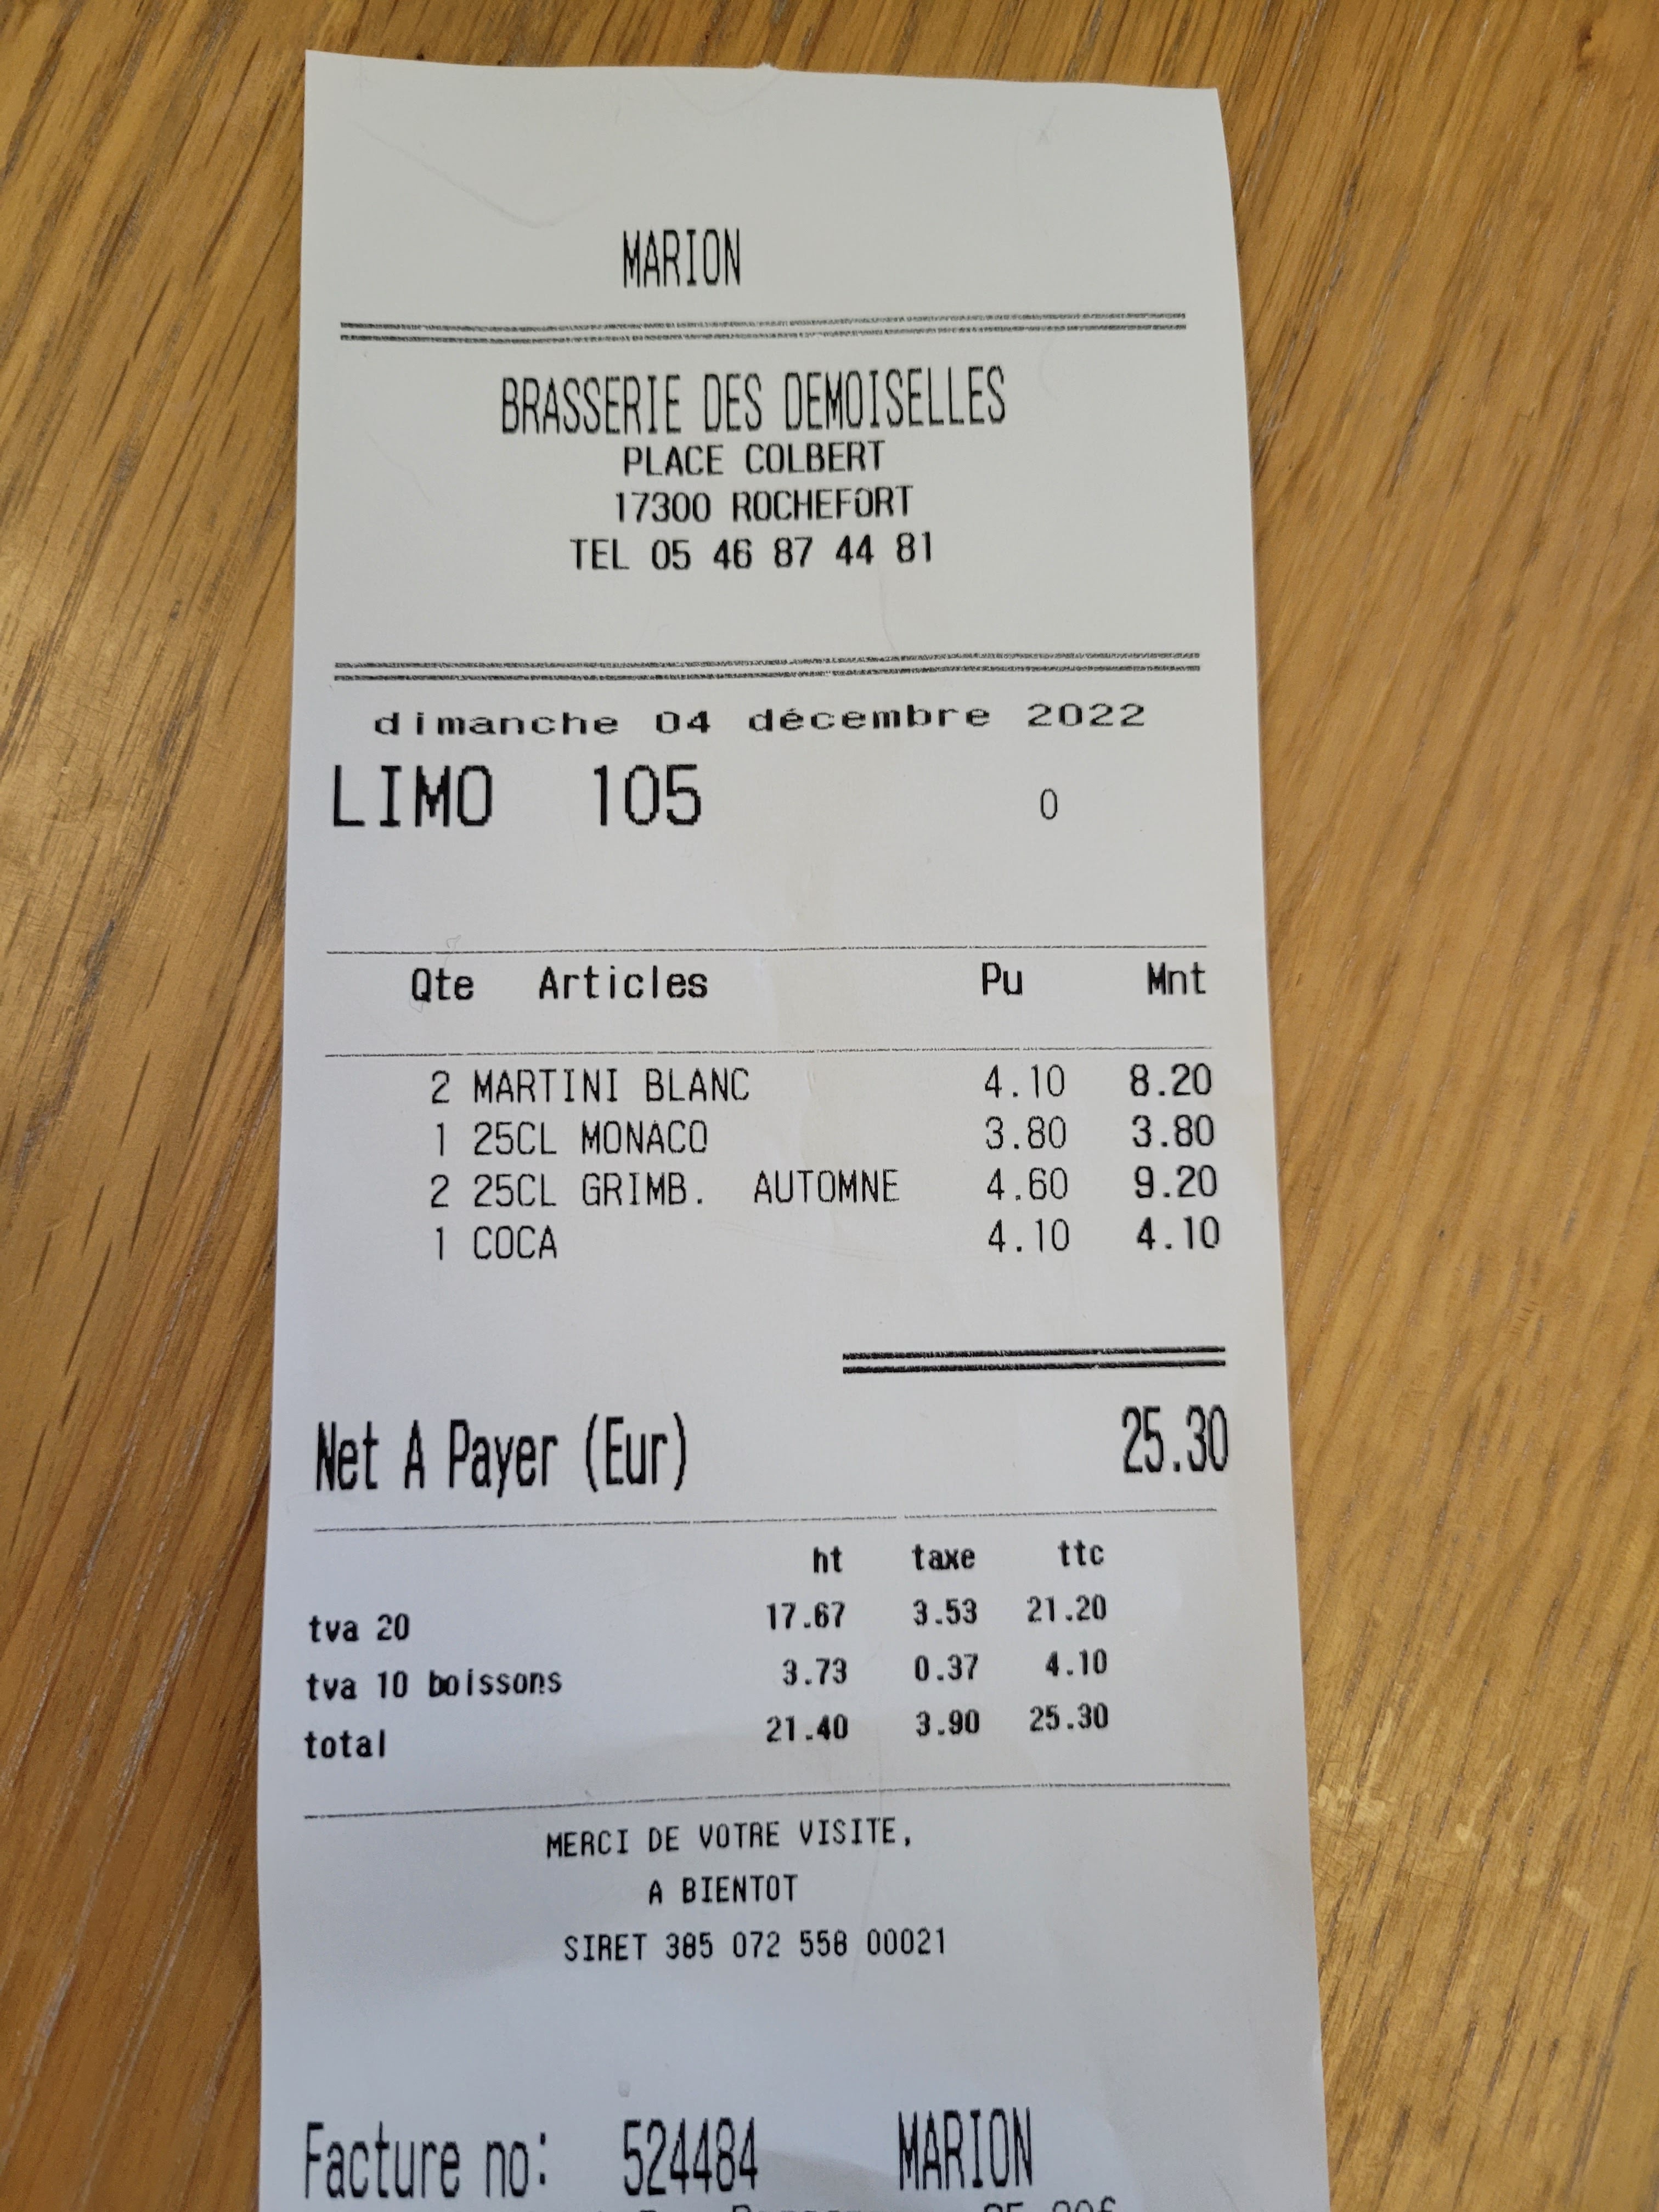 MARION
BRASSERIE DES DEMOISELLES
PLACE COLBERT
17300 ROCHEFORT
TEL 05 46 87 44 81
dimanche 04 décembre 2022
LIMO 105 0
Qte Articles Pu Mnt
2 MARTINI BLANC 4.10 8.20
1 25CL MONACO 3.80 3.80
2 25CL GRIMB. AUTOMNE 4.60 9.20
1 COCA 4.10 4.10
Net A Payer (Eur) 25.30
ht taxe ttc
tva 20 17.67 3.53 21.20
tva 10 boissons 3.73 0.37 4.10
total 21.40 3.90 25.30
MERCI DE VOTRE VISITE,
A BIENTOT
SIRET 385 072 558 00021
Facture no: 524484 MARION